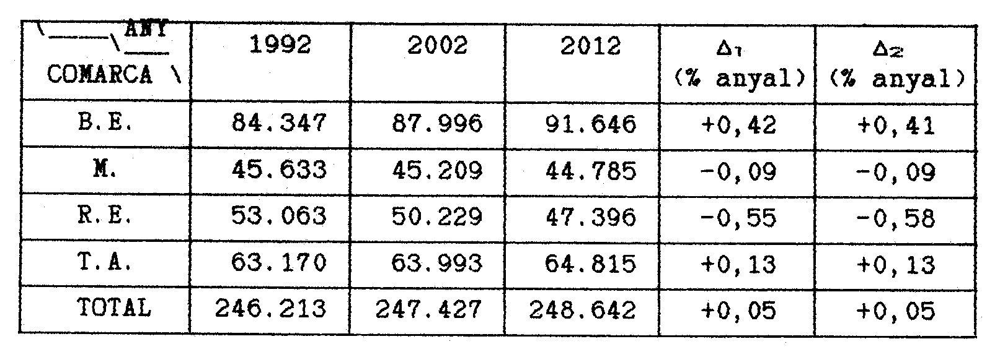 ANY 1992 2002 2012 Δ1 Δ2
COMARCA (% anyal) (% anyal)
B.E. 84.347 87.996 91.646 +0,42 +0,41
M. 45.633 45.209 44.785 -0,09 -0,09
R.E. 53.063 50.229 47.396 -0,55 -0,58
T.A. 63.170 63.993 64.815 +0,13 +0,13
TOTAL 246.213 247.427 248.642 +0,05 +0,05